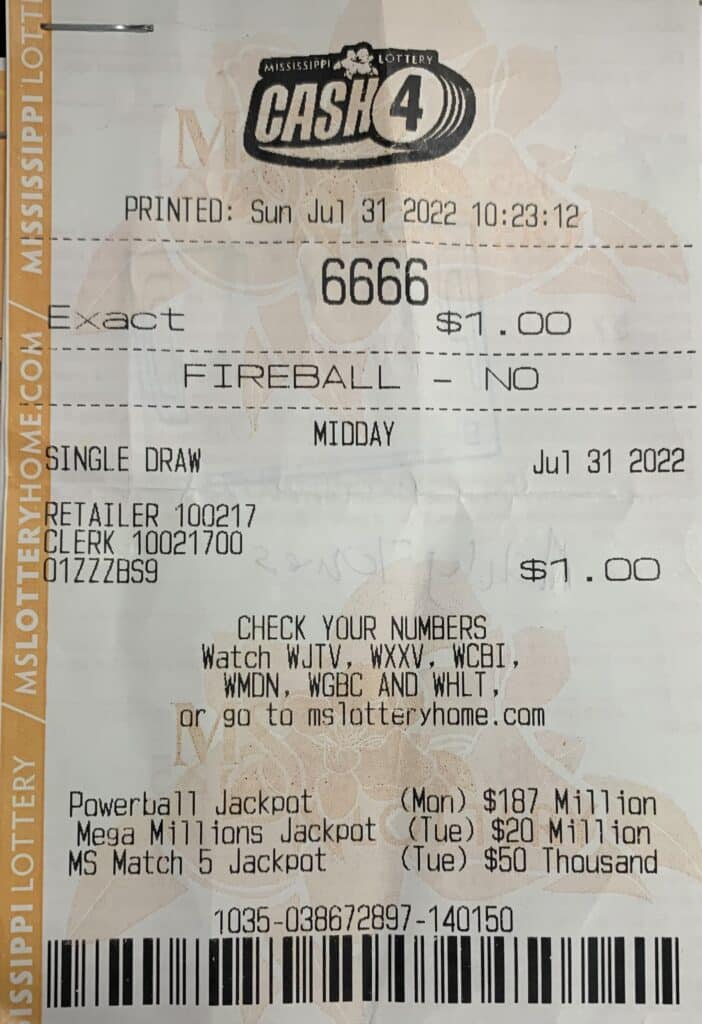 MISSISSIPPI LOTTERY
CASH 4
PRINTED: Sun Jul 31 2022 10:23:12
6666
Exact $1.00
FIREBALL - NO
MIDDAY
SINGLE DRAW Jul 31 2022
RETAILER 100217
CLERK 10021700
01ZZZBS9 $1.00
CHECK YOUR NUMBERS
Watch WJTV, WXXV, WCBI,
WMDN, WGBC AND WHLT,
or go to mslotteryhome.com
Powerball Jackpot (Mon) $187 Million
Mega Millions Jackpot (Tue) $20 Million
MS Match 5 Jackpot (Tue) $50 Thousand
1035-038672897-140150
SSIPPI LOTTERY / MSLOTTERYHOME.COM / MISSISSIPPI LOTT